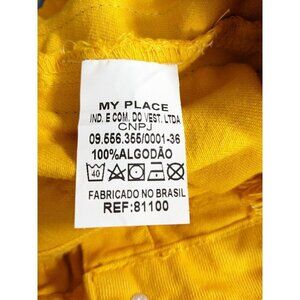 MY PLACE
IND. E COM. DO VEST. LTDA
CNPJ
09.556.355/0001-36
100%ALGODÃO
40
FABRICADO NO BRASIL
REF:81100